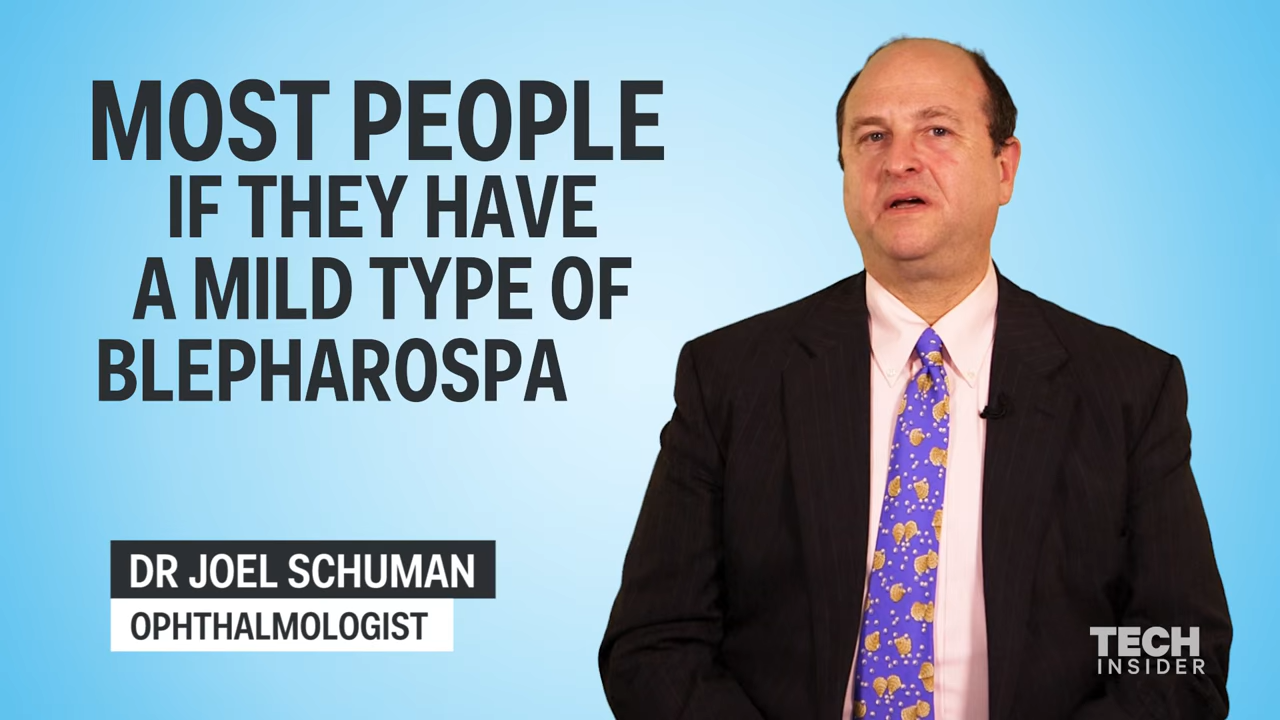 MOST PEOPLE
IF THEY HAVE
A MILD TYPE OF
BLEPHAROSPA
DR JOEL SCHUMAN
OPHTHALMOLOGIST
TECH
INSIDER